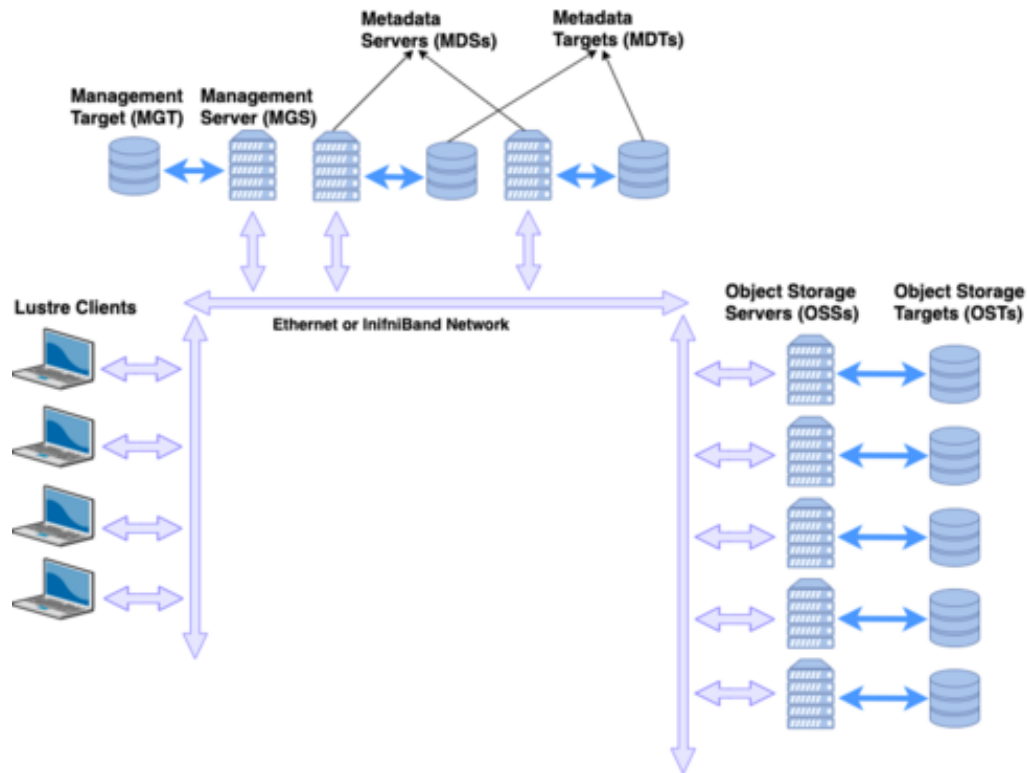 Metadata
Servers (MDSs)
Metadata
Targets (MDTs)
Management
Target (MGT)
Management
Server (MGS)
Lustre Clients
Ethernet or InifniBand Network
Object Storage
Servers (OSSs)
Object Storage
Targets (OSTs)